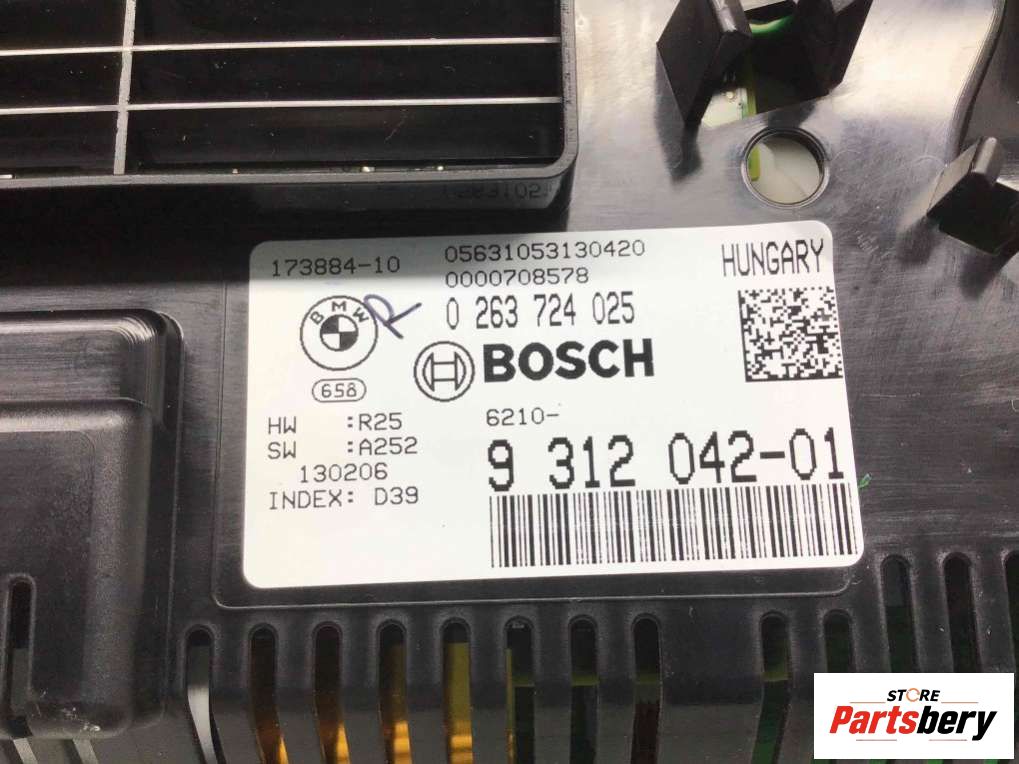 173884-10
05631053130420
0000708578
HUNGARY
BMW
R
0 263 724 025
BOSCH
658
HW :R25
SW :A252
130206
INDEX: D39
6210-
9 312 042-01
STORE
Partsbery